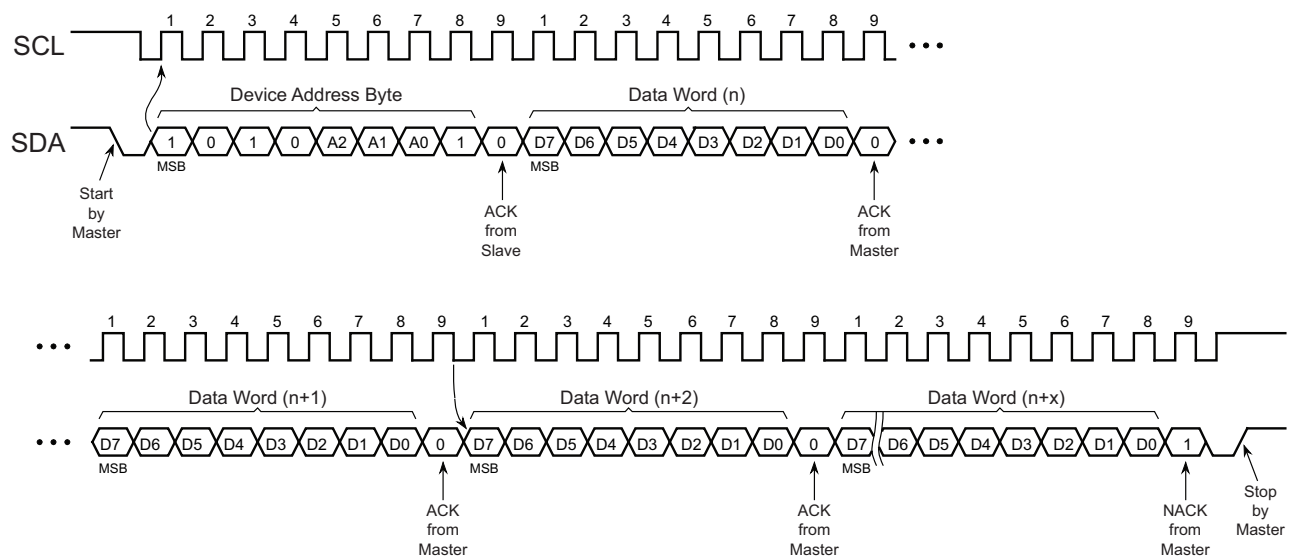 1 2 3 4 5 6 7 8 9 1 2 3 4 5 6 7 8 9
SCL
Device Address Byte Data Word (n)
SDA 1 0 1 0 A2 A1 A0 1 0 D7 D6 D5 D4 D3 D2 D1 D0 0
MSB MSB
Start
by
Master
ACK
from
Slave
ACK
from
Master
1 2 3 4 5 6 7 8 9 1 2 3 4 5 6 7 8 9 1 2 3 4 5 6 7 8 9
Data Word (n+1) Data Word (n+2) Data Word (n+x)
D7 D6 D5 D4 D3 D2 D1 D0 0 D7 D6 D5 D4 D3 D2 D1 D0 0 D7 D6 D5 D4 D3 D2 D1 D0 1
MSB MSB MSB
ACK
from
Master
ACK
from
Master
NACK
from
Master
Stop
by
Master